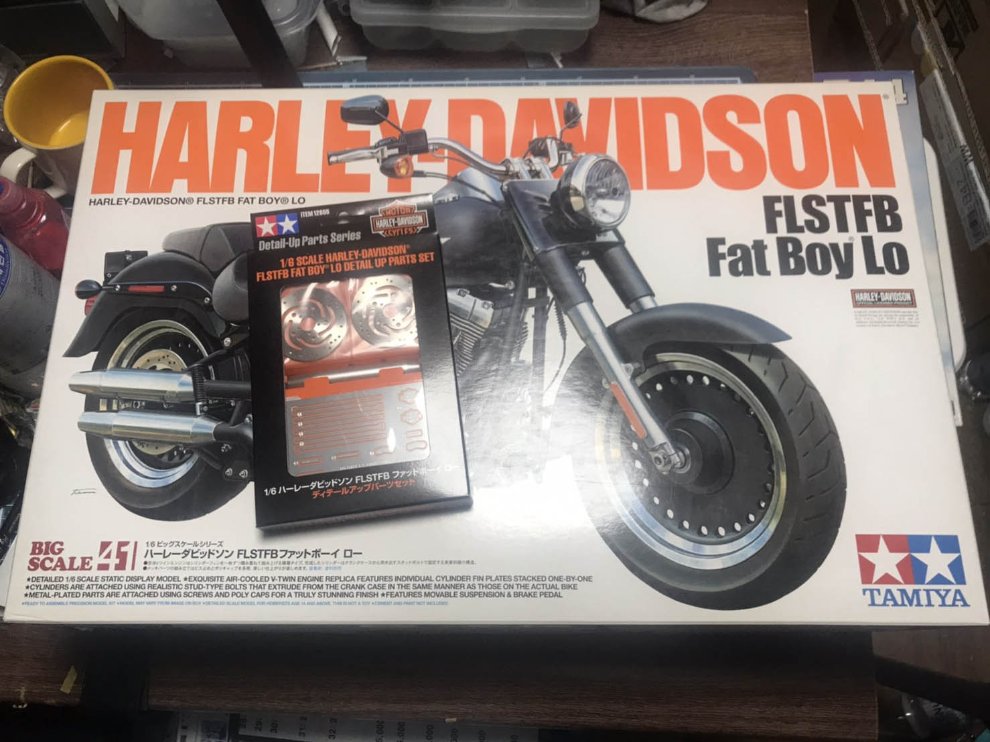 HARLEY-DAVIDSON
HARLEY-DAVIDSON® FLSTFB FAT BOY® LO
FLSTFB
Fat Boy® Lo
HARLEY-DAVIDSON
ITEM 12658
Detail-Up Parts Series
MOTOR
HARLEY-DAVIDSON
CYCLES
1/6 SCALE HARLEY-DAVIDSON®
FLSTFB FAT BOY® LO DETAIL UP PARTS SET
1/6 ハーレーダビッドソン FLSTFB ファットボーイ ロー
ディテールアップパーツセット
BIG
SCALE 41
1/6 ビッグスケールシリーズ
ハーレーダビッドソン FLSTFBファットボーイ ロー
•DETAILED 1/6 SCALE STATIC DISPLAY MODEL •EXQUISITE AIR-COOLED V-TWIN ENGINE REPLICA FEATURES INDIVIDUAL CYLINDER FIN PLATES STACKED ONE-BY-ONE
•CYLINDERS ARE ATTACHED USING REALISTIC STUD-TYPE BOLTS THAT EXTRUDE FROM THE CRANK CASE IN THE SAME MANNER AS THOSE ON THE ACTUAL BIKE
•METAL-PLATED PARTS ARE ATTACHED USING SCREWS AND POLY CAPS FOR A TRULY STUNNING FINISH •FEATURES MOVABLE SUSPENSION & BRAKE PEDAL
TAMIYA